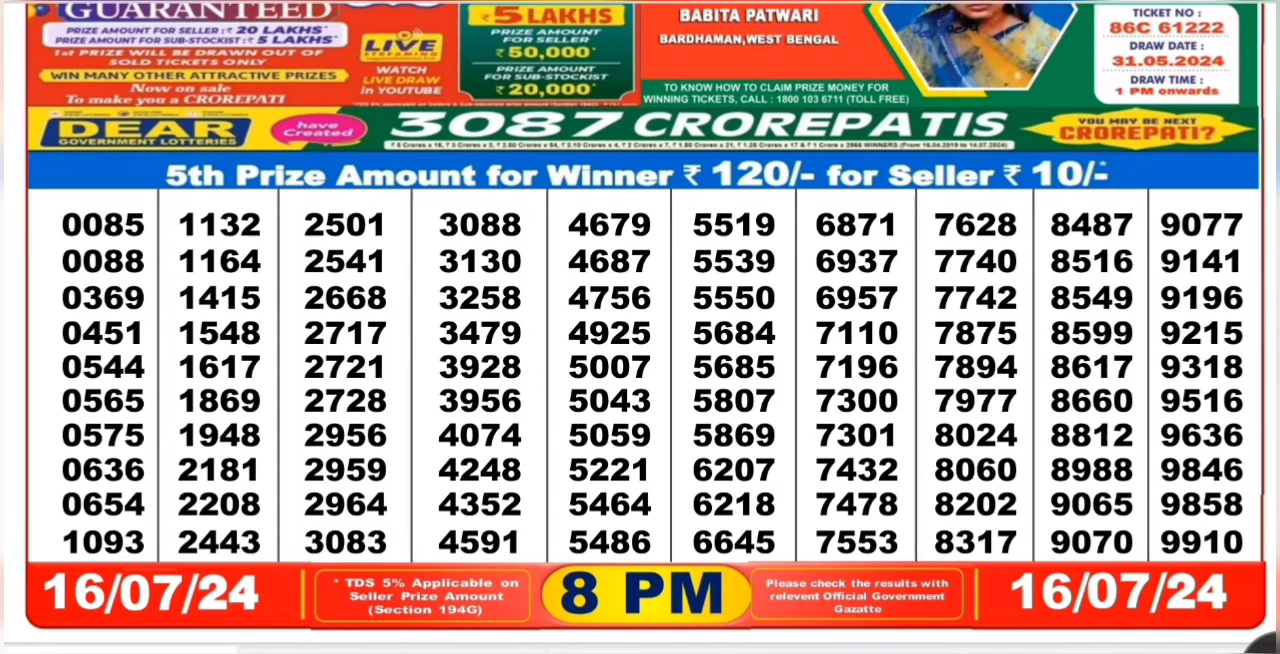 GUARANTEED
PRIZE AMOUNT FOR SELLER : ₹ 20 LAKHS*
PRIZE AMOUNT FOR SUB-STOCKIST : ₹ 5 LAKHS*
1st PRIZE WILL BE DRAWN OUT OF
SOLD TICKETS ONLY
WIN MANY OTHER ATTRACTIVE PRIZES
Now on sale
To make you a CROREPATI
LIVE
STREAMING
WATCH
LIVE DRAW
in YOUTUBE
₹ 5 LAKHS
PRIZE AMOUNT
FOR SELLER
₹ 50,000*
PRIZE AMOUNT
FOR SUB-STOCKIST
₹ 20,000*
BABITA PATWARI
BARDHAMAN,WEST BENGAL
TO KNOW HOW TO CLAIM PRIZE MONEY FOR
WINNING TICKETS, CALL : 1800 103 6711 (TOLL FREE)
TICKET NO :
86C 61222
DRAW DATE :
31.05.2024
DRAW TIME :
1 PM onwards
DEAR
GOVERNMENT LOTTERIES
have
Created
3087 CROREPATIS
YOU MAY BE NEXT
CROREPATI?
5th Prize Amount for Winner ₹ 120/- for Seller ₹ 10/-*
0085 1132 2501 3088 4679 5519 6871 7628 8487 9077
0088 1164 2541 3130 4687 5539 6937 7740 8516 9141
0369 1415 2668 3258 4756 5550 6957 7742 8549 9196
0451 1548 2717 3479 4925 5684 7110 7875 8599 9215
0544 1617 2721 3928 5007 5685 7196 7894 8617 9318
0565 1869 2728 3956 5043 5807 7300 7977 8660 9516
0575 1948 2956 4074 5059 5869 7301 8024 8812 9636
0636 2181 2959 4248 5221 6207 7432 8060 8988 9846
0654 2208 2964 4352 5464 6218 7478 8202 9065 9858
1093 2443 3083 4591 5486 6645 7553 8317 9070 9910
16/07/24
* TDS 5% Applicable on
Seller Prize Amount
(Section 194G)
8 PM
Please check the results with
relevent Official Government
Gazatte
16/07/24